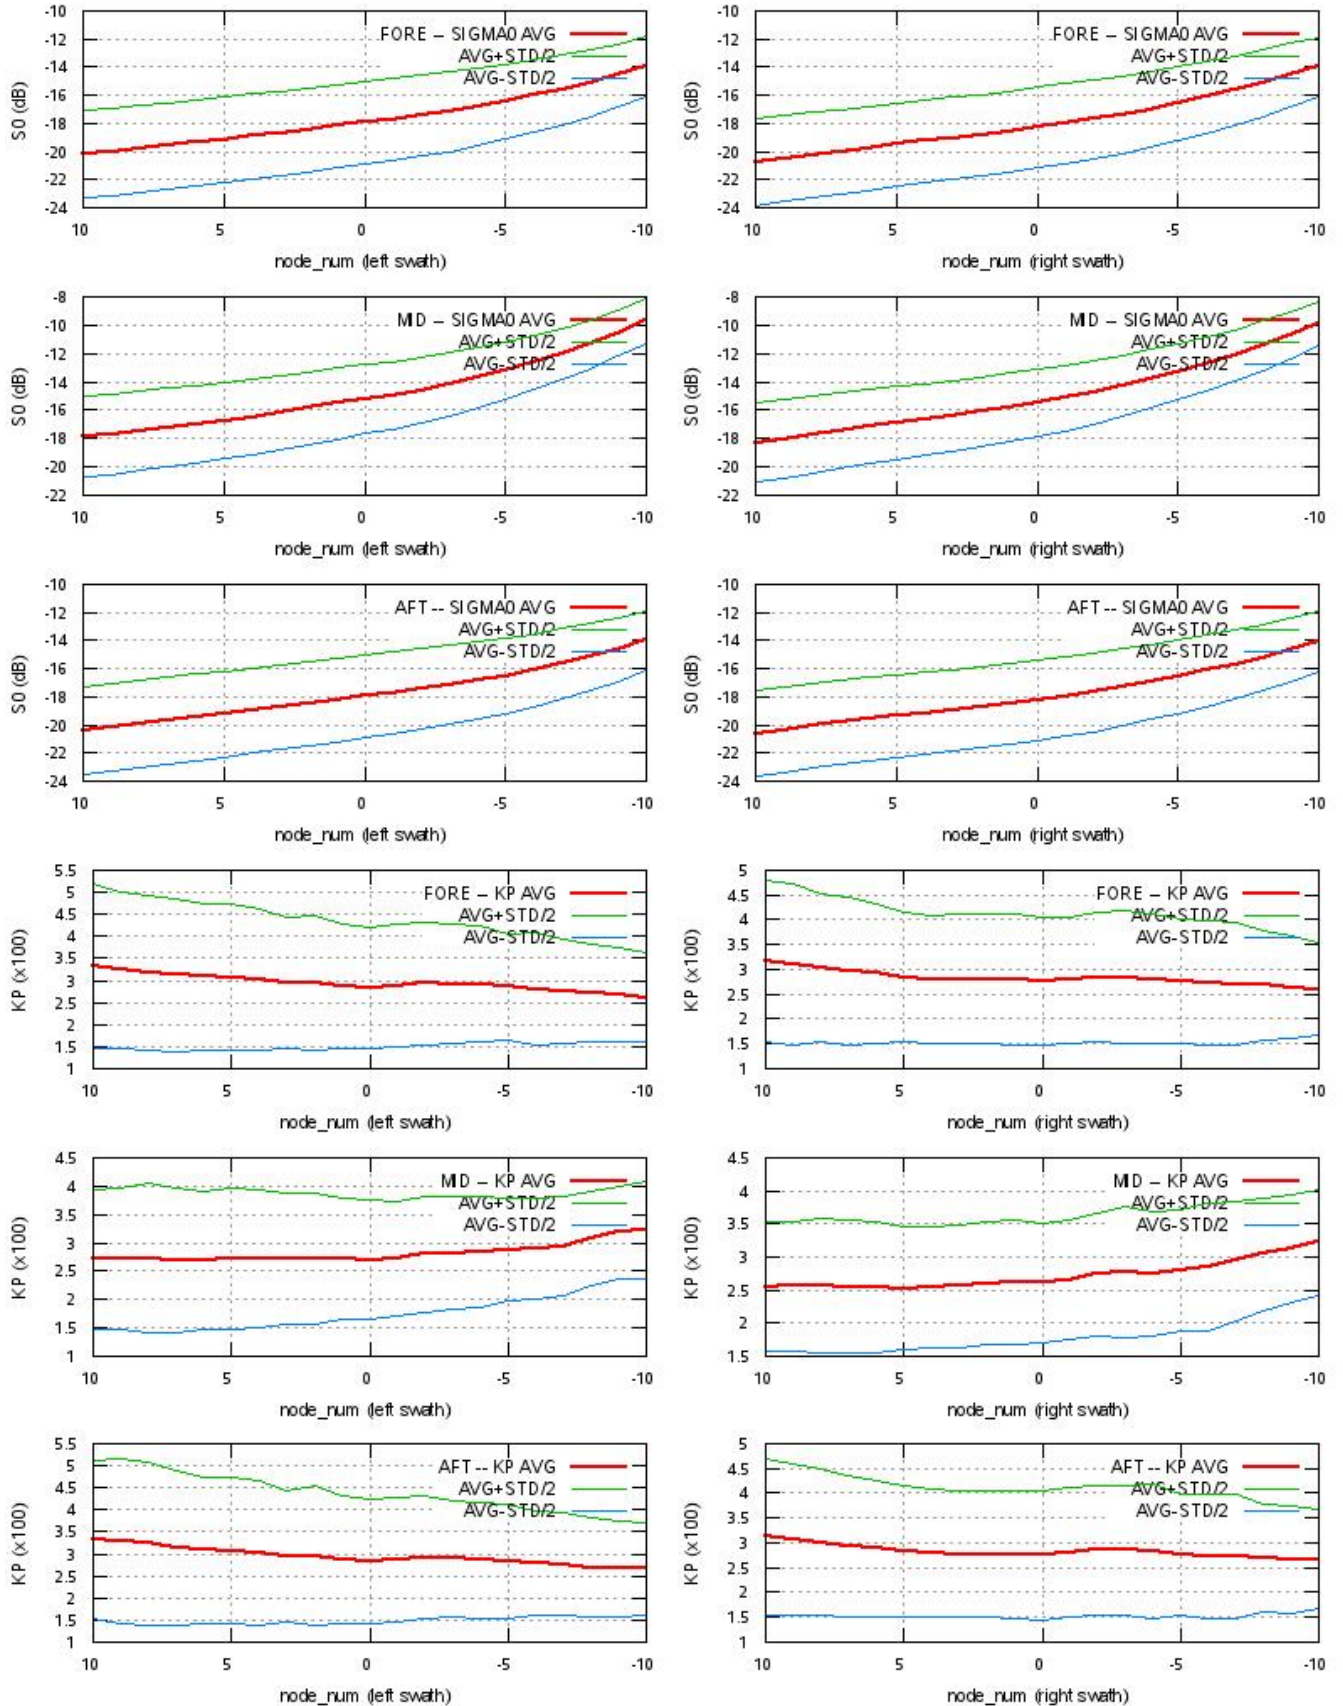 -10
-12
-14
-16
-18
-20
-22
-24
S0 (dB)
FORE -- SIGMA0 AVG
AVG+STD/2
AVG-STD/2
10
5
0
-5
-10
node_num (left swath)
-10
-12
-14
-16
-18
-20
-22
-24
S0 (dB)
FORE -- SIGMA0 AVG
AVG+STD/2
AVG-STD/2
10
5
0
-5
-10
node_num (right swath)
-8
-10
-12
-14
-16
-18
-20
-22
S0 (dB)
MID -- SIGMA0 AVG
AVG+STD/2
AVG-STD/2
10
5
0
-5
-10
node_num (left swath)
-8
-10
-12
-14
-16
-18
-20
-22
S0 (dB)
MID -- SIGMA0 AVG
AVG+STD/2
AVG-STD/2
10
5
0
-5
-10
node_num (right swath)
-10
-12
-14
-16
-18
-20
-22
-24
S0 (dB)
AFT -- SIGMA0 AVG
AVG+STD/2
AVG-STD/2
10
5
0
-5
-10
node_num (left swath)
-10
-12
-14
-16
-18
-20
-22
-24
S0 (dB)
AFT -- SIGMA0 AVG
AVG+STD/2
AVG-STD/2
10
5
0
-5
-10
node_num (right swath)
5.5
5
4.5
4
3.5
3
2.5
2
1.5
1
KP (x100)
FORE -- KP AVG
AVG+STD/2
AVG-STD/2
10
5
0
-5
-10
node_num (left swath)
5
4.5
4
3.5
3
2.5
2
1.5
1
KP (x100)
FORE -- KP AVG
AVG+STD/2
AVG-STD/2
10
5
0
-5
-10
node_num (right swath)
4.5
4
3.5
3
2.5
2
1.5
1
KP (x100)
MID -- KP AVG
AVG+STD/2
AVG-STD/2
10
5
0
-5
-10
node_num (left swath)
4.5
4
3.5
3
2.5
2
1.5
KP (x100)
MID -- KP AVG
AVG+STD/2
AVG-STD/2
10
5
0
-5
-10
node_num (right swath)
5.5
5
4.5
4
3.5
3
2.5
2
1.5
1
KP (x100)
AFT -- KP AVG
AVG+STD/2
AVG-STD/2
10
5
0
-5
-10
node_num (left swath)
5
4.5
4
3.5
3
2.5
2
1.5
1
KP (x100)
AFT -- KP AVG
AVG+STD/2
AVG-STD/2
10
5
0
-5
-10
node_num (right swath)